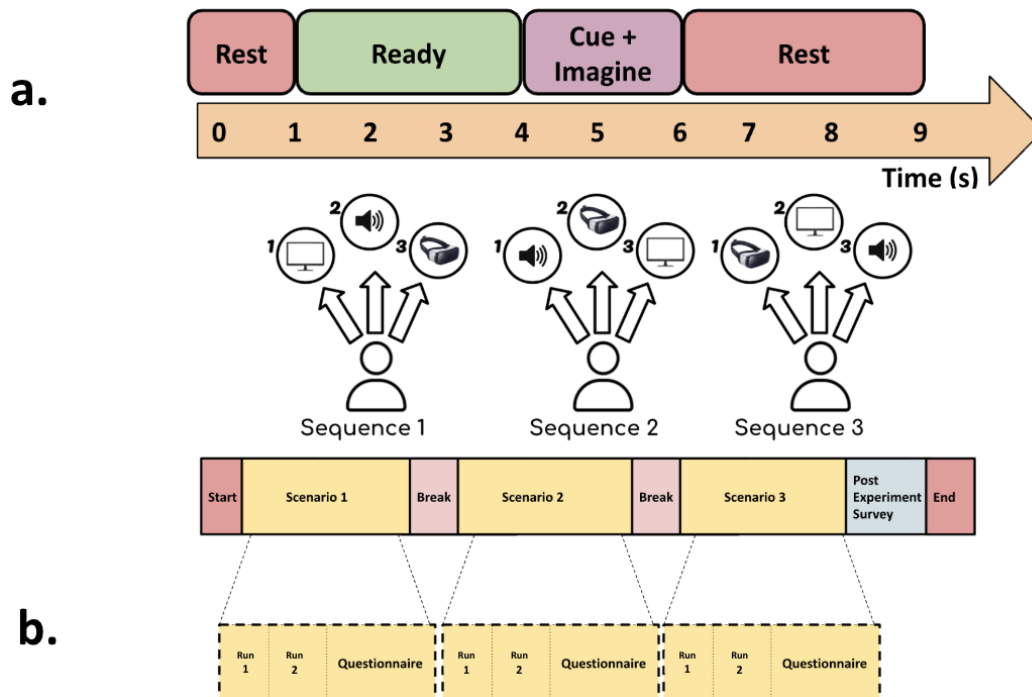 a.
Rest
Ready
Cue +
Imagine
Rest
0 1 2 3 4 5 6 7 8 9
Time (s)
1 2 3
1 2 3
1 2 3
Sequence 1
Sequence 2
Sequence 3
Start
Scenario 1
Break
Scenario 2
Break
Scenario 3
Post
Experiment
Survey
End
b.
Run
1
Run
2
Questionnaire
Run
1
Run
2
Questionnaire
Run
1
Run
2
Questionnaire